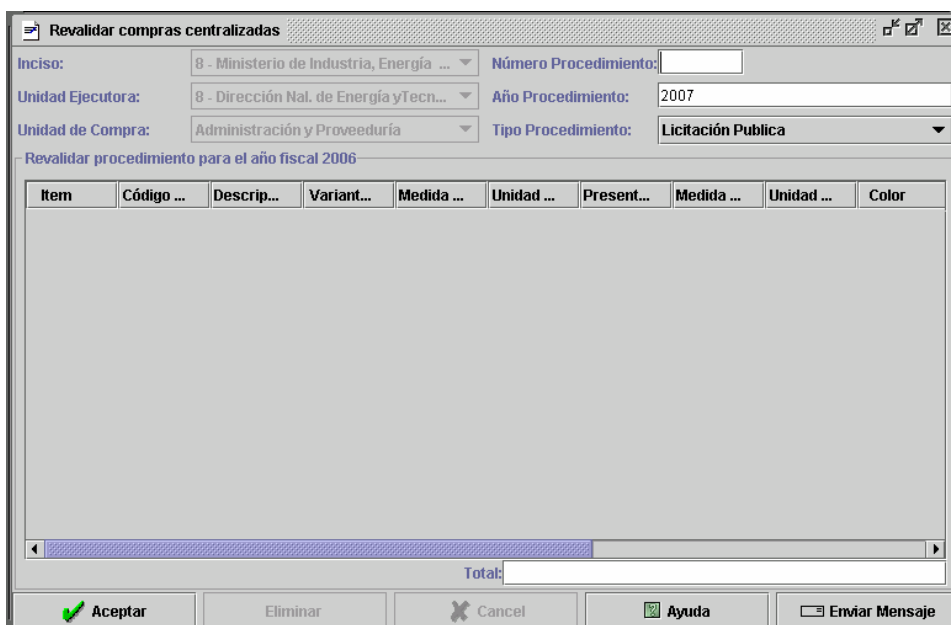 Revalidar compras centralizadas
Inciso: 8 - Ministerio de Industria, Energía ... Número Procedimiento:
Unidad Ejecutora: 8 - Dirección Nal. de Energía yTecn... Año Procedimiento: 2007
Unidad de Compra: Administración y Proveeduría Tipo Procedimiento: Licitación Publica
Revalidar procedimiento para el año fiscal 2006
Item Código ... Descrip... Variant... Medida ... Unidad ... Present... Medida ... Unidad ... Color
Total:
Aceptar Eliminar Cancel Ayuda Enviar Mensaje